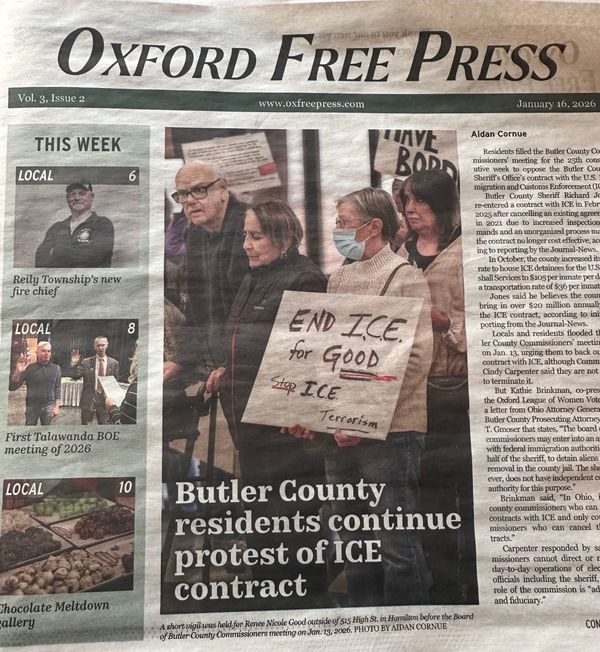 OXFORD FREE PRESS
Vol. 3, Issue 2
www.oxfreepress.com
January 16, 2026
THIS WEEK
LOCAL 6
Reily Township's new
fire chief
LOCAL 8
First Talawanda BOE
meeting of 2026
LOCAL 10
Chocolate Meltdown
gallery
HAVE
END I.C.E.
for GOOD
Stop ICE
Terrorism
Butler County
residents continue
protest of ICE
contract
A short vigil was held for Renee Nicole Good outside of 515 High St. in Hamilton before the Board
of Butler County Commissioners meeting on Jan. 13, 2026. PHOTO BY AIDAN CORNUE
Aidan Cornue
Residents filled the Butler County Co
missioners' meeting for the 25th cons
utive week to oppose the Butler Cou
Sheriff's Office's contract with the U.S.
migration and Customs Enforcement (IC
Butler County Sheriff Richard Jo
re-entered a contract with ICE in Febr
2025 after cancelling an existing agreem
in 2021 due to increased inspection
mands and an unorganized process ma
the contract no longer cost effective, acc
ing to reporting by the Journal-News.
In October, the county increased its
rate to house ICE detainees for the U.S.
shall Services to $105 per inmate per d
a transportation rate of $36 per inmat
Jones said he believes the coun
bring in over $20 million annually
the ICE contract, according to ini
porting from the Journal-News.
Locals and residents flooded th
ler County Commissioners' meetin
on Jan. 13, urging them to back ou
contract with ICE, although Comm
Cindy Carpenter said they are not
to terminate it.
But Kathie Brinkman, co-pres
the Oxford League of Women Vote
a letter from Ohio Attorney Genera
Butler County Prosecuting Attorney
T. Gmoser that states, "The board o
commissioners may enter into an a
with federal immigration authoriti
half of the sheriff, to detain aliens
removal in the county jail. The she
ever, does not have independent co
authority for this purpose."
Brinkman said, "In Ohio, i
county commissioners who can
contracts with ICE and only cou
missioners who can cancel th
tracts."
Carpenter responded by sa
missioners cannot direct or m
day-to-day operations of elec
officials including the sheriff,
role of the commission is "ad
and fiduciary."
CON